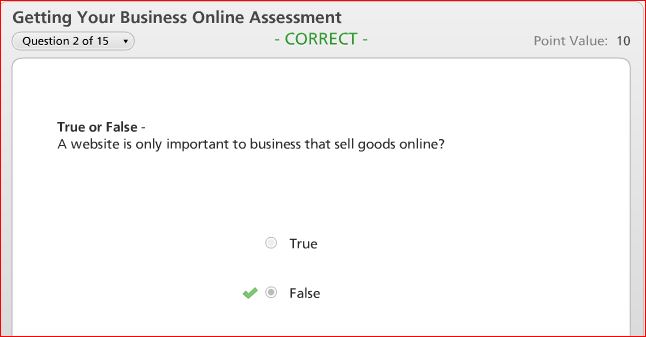 Getting Your Business Online Assessment
Question 2 of 15
- CORRECT -
Point Value: 10
True or False -
A website is only important to business that sell goods online?
True
False